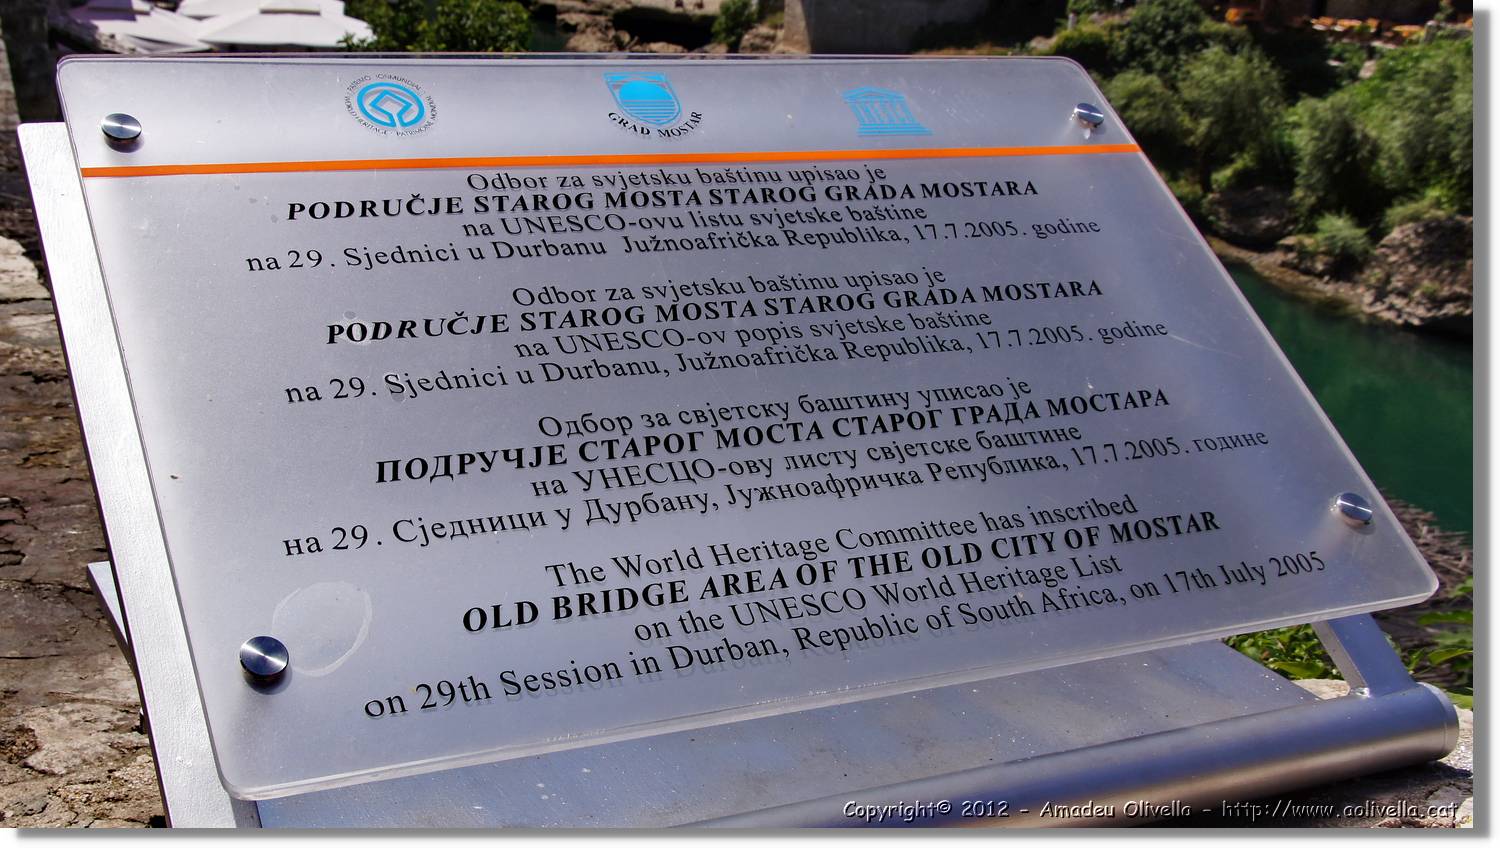 WORLD HERITAGE · PATRIMOINE MONDIAL
GRAD MOSTAR
UNESCO
Odbor za svjetsku baštinu upisao je
PODRUČJE STAROG MOSTA STAROG GRADA MOSTARA
na UNESCO-ovu listu svjetske baštine
na 29. Sjednici u Durbanu Južnoafrička Republika, 17.7.2005. godine
Odbor za svjetsku baštinu upisao je
PODRUČJE STAROG MOSTA STAROG GRADA MOSTARA
na UNESCO-ov popis svjetske baštine
na 29. Sjednici u Durbanu, Južnoafrička Republika, 17.7.2005. godine
Одбор за свјетску баштину уписао је
ПОДРУЧЈЕ СТАРОГ МОСТА СТАРОГ ГРАДА МОСТАРА
на УНЕСЦО-ову листу свјетске баштине
на 29. Сједници у Дурбану, Јужноафричка Република, 17.7.2005. године
The World Heritage Committee has inscribed
OLD BRIDGE AREA OF THE OLD CITY OF MOSTAR
on the UNESCO World Heritage List
on 29th Session in Durban, Republic of South Africa, on 17th July 2005
Copyright© 2012 - Amadeu Olivella - http://www.aolivella.cat